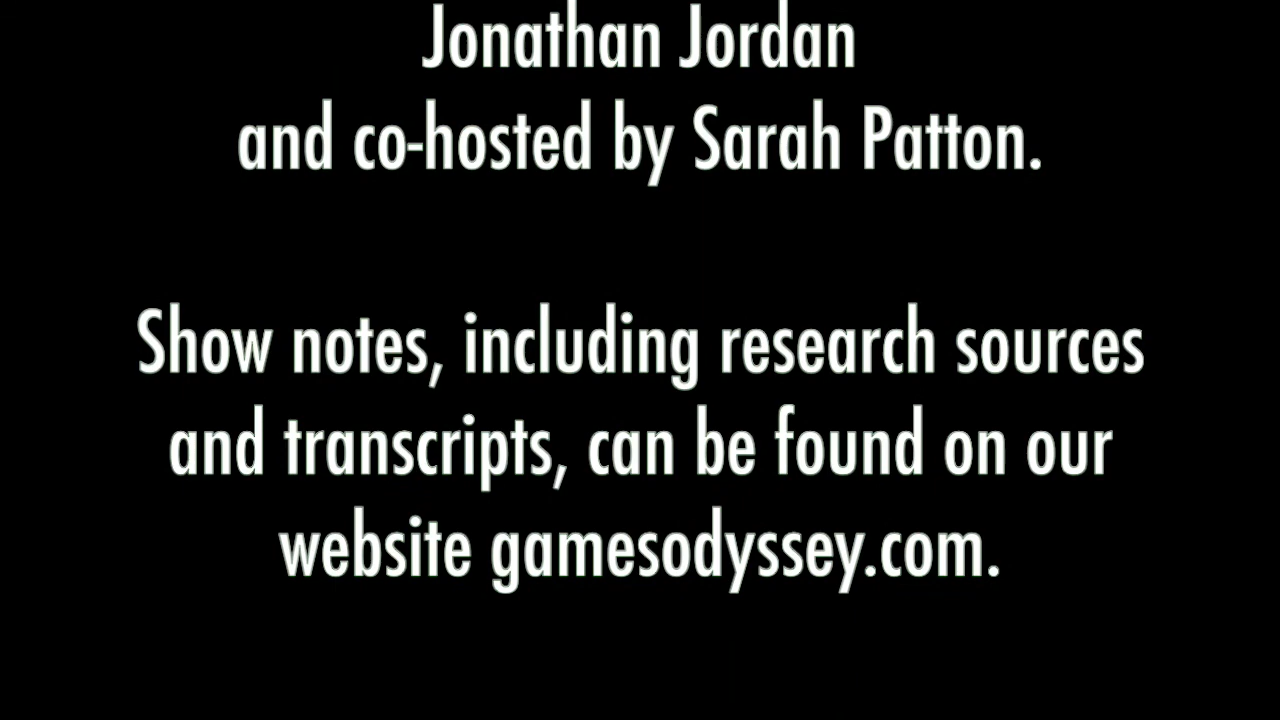 Jonathan Jordan
and co-hosted by Sarah Patton.
Show notes, including research sources
and transcripts, can be found on our
website gamesodyssey.com.